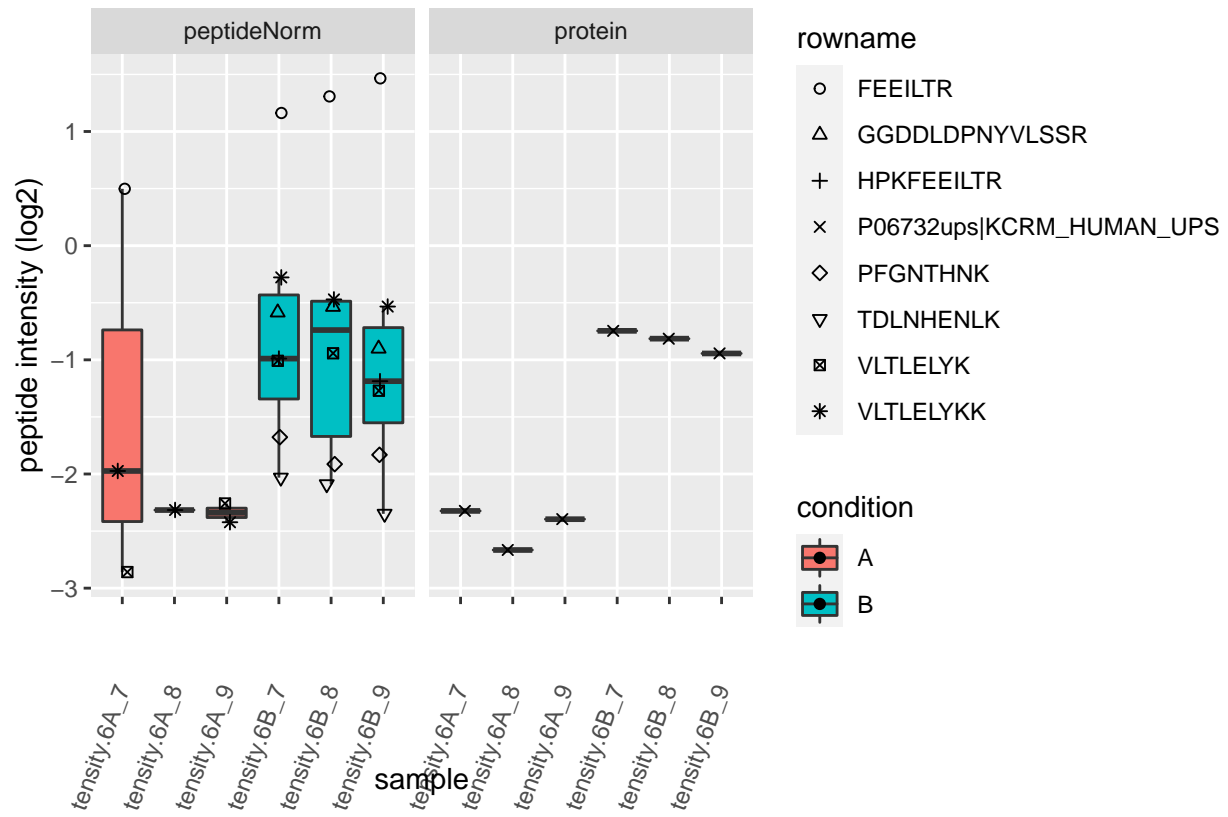 peptideNorm
protein
peptide intensity (log2)
1
0
−1
−2
−3
tensity.6A_7
tensity.6A_8
tensity.6A_9
tensity.6B_7
tensity.6B_8
tensity.6B_9
tensity.6A_7
tensity.6A_8
tensity.6A_9
tensity.6B_7
tensity.6B_8
tensity.6B_9
sample
rowname
FEEILTR
GGDDLDPNYVLSSR
HPKFEEILTR
P06732ups|KCRM_HUMAN_UPS
PFGNTHNK
TDLNHENLK
VLTLELYK
VLTLELYKK
condition
A
B